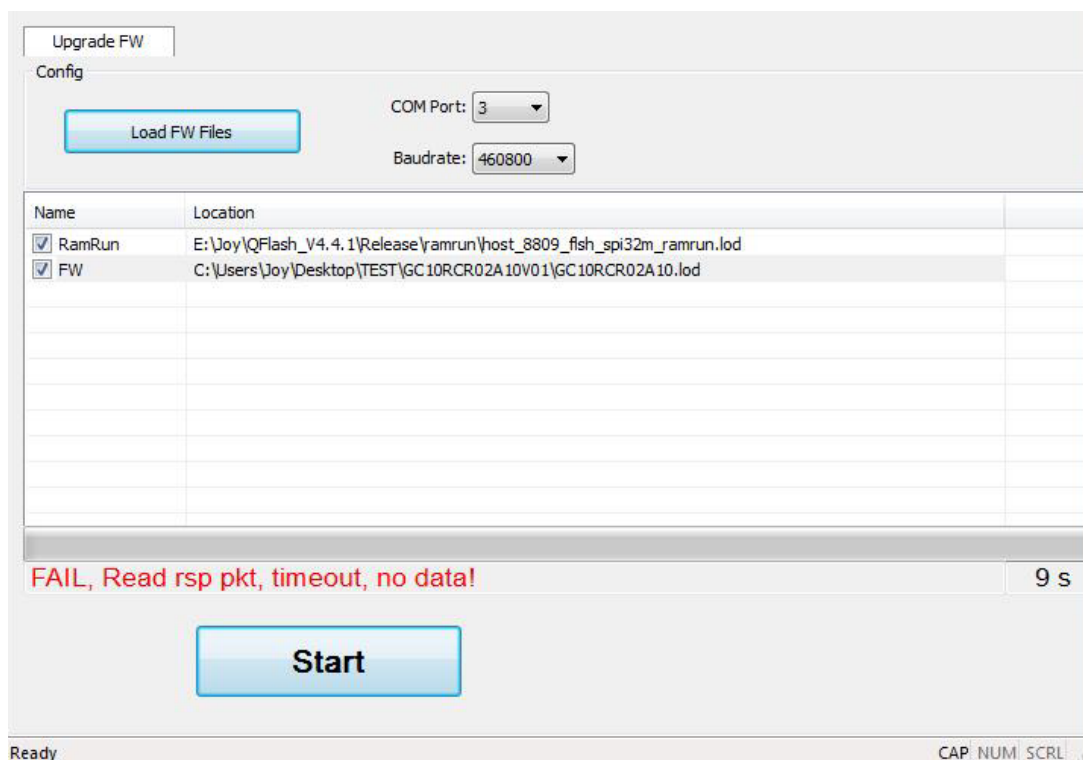 Upgrade FW
Config
COM Port: 3
Load FW Files
Baudrate: 460800
Name Location
RamRun E:\Joy\QFlash_V4.4.1\Release\ramrun\host_8809_flsh_spi32m_ramrun.lod
FW C:\Users\Joy\Desktop\TEST\GC10RCR02A10V01\GC10RCR02A10.lod
FAIL, Read rsp pkt, timeout, no data! 9 s
Start
Ready CAP NUM SCRL